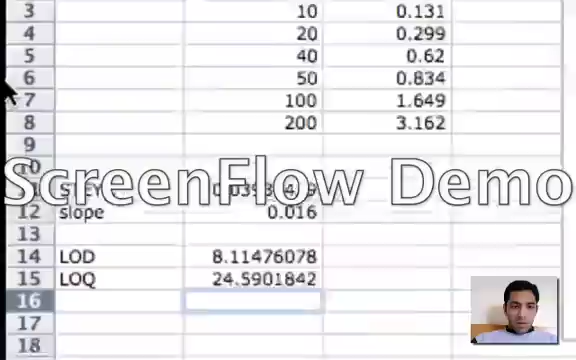 3 10 0.131
4 20 0.299
5 40 0.62
6 50 0.834
7 100 1.649
8 200 3.162
9
10
ScreenFlow Demo
12 slope 0.016
13
14 LOD 8.11476078
15 LOQ 24.5901842
16
17
18